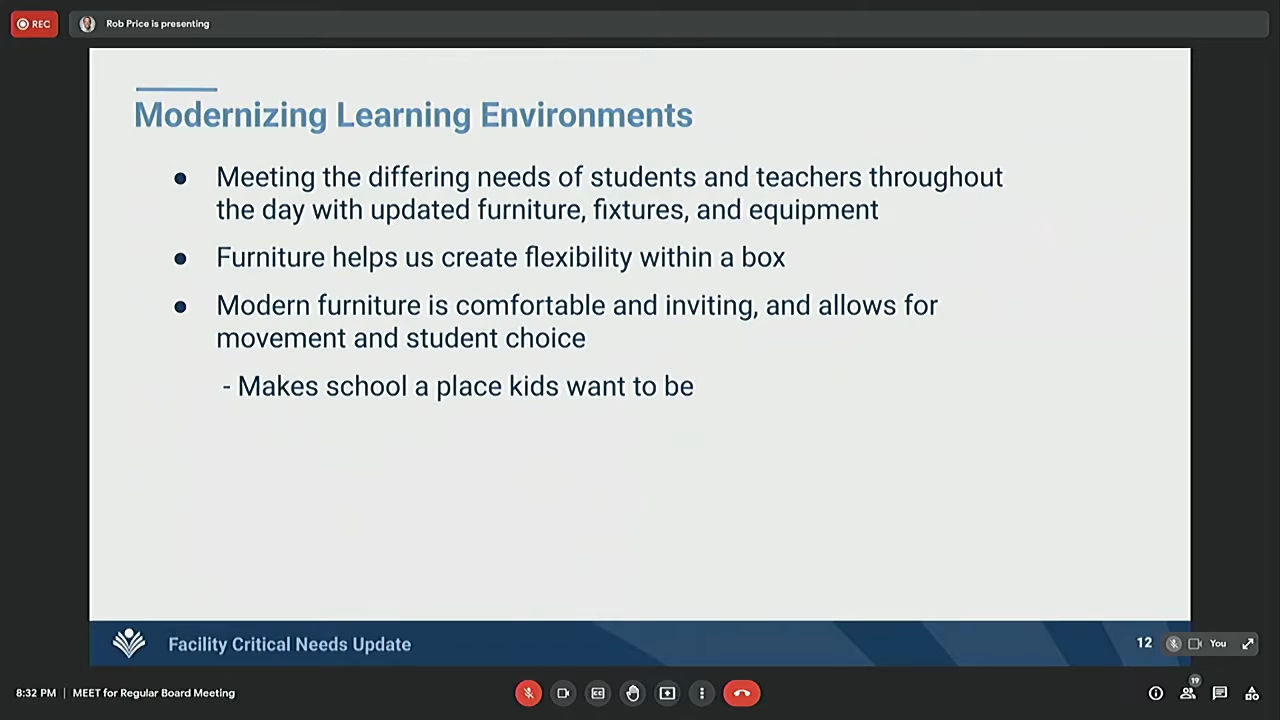 REC
Rob Price is presenting
Modernizing Learning Environments
● Meeting the differing needs of students and teachers throughout
the day with updated furniture, fixtures, and equipment
● Furniture helps us create flexibility within a box
● Modern furniture is comfortable and inviting, and allows for
movement and student choice
- Makes school a place kids want to be
Facility Critical Needs Update
12
You
8:32 PM | MEET for Regular Board Meeting
19